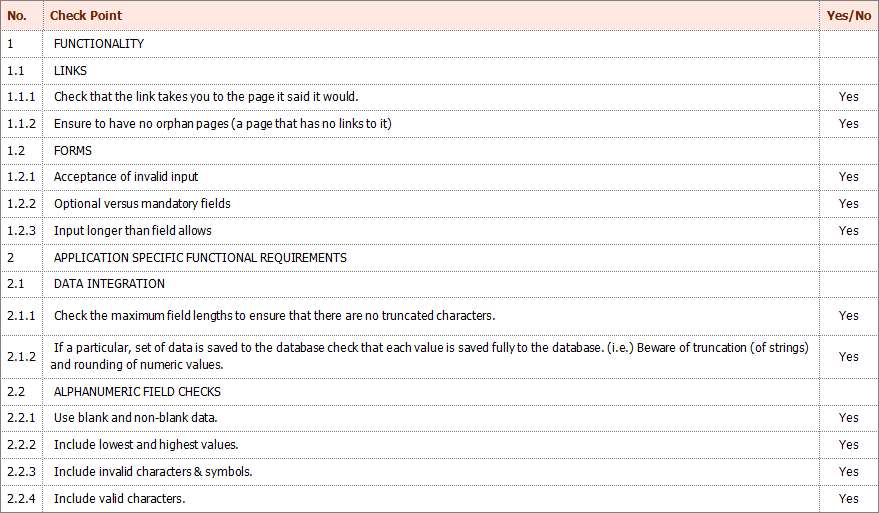 No. Check Point Yes/No
1 FUNCTIONALITY
1.1 LINKS
1.1.1 Check that the link takes you to the page it said it would. Yes
1.1.2 Ensure to have no orphan pages (a page that has no links to it) Yes
1.2 FORMS
1.2.1 Acceptance of invalid input Yes
1.2.2 Optional versus mandatory fields Yes
1.2.3 Input longer than field allows Yes
2 APPLICATION SPECIFIC FUNCTIONAL REQUIREMENTS
2.1 DATA INTEGRATION
2.1.1 Check the maximum field lengths to ensure that there are no truncated characters. Yes
2.1.2 If a particular, set of data is saved to the database check that each value is saved fully to the database. (i.e.) Beware of truncation (of strings)
and rounding of numeric values. Yes
2.2 ALPHANUMERIC FIELD CHECKS
2.2.1 Use blank and non-blank data. Yes
2.2.2 Include lowest and highest values. Yes
2.2.3 Include invalid characters & symbols. Yes
2.2.4 Include valid characters. Yes